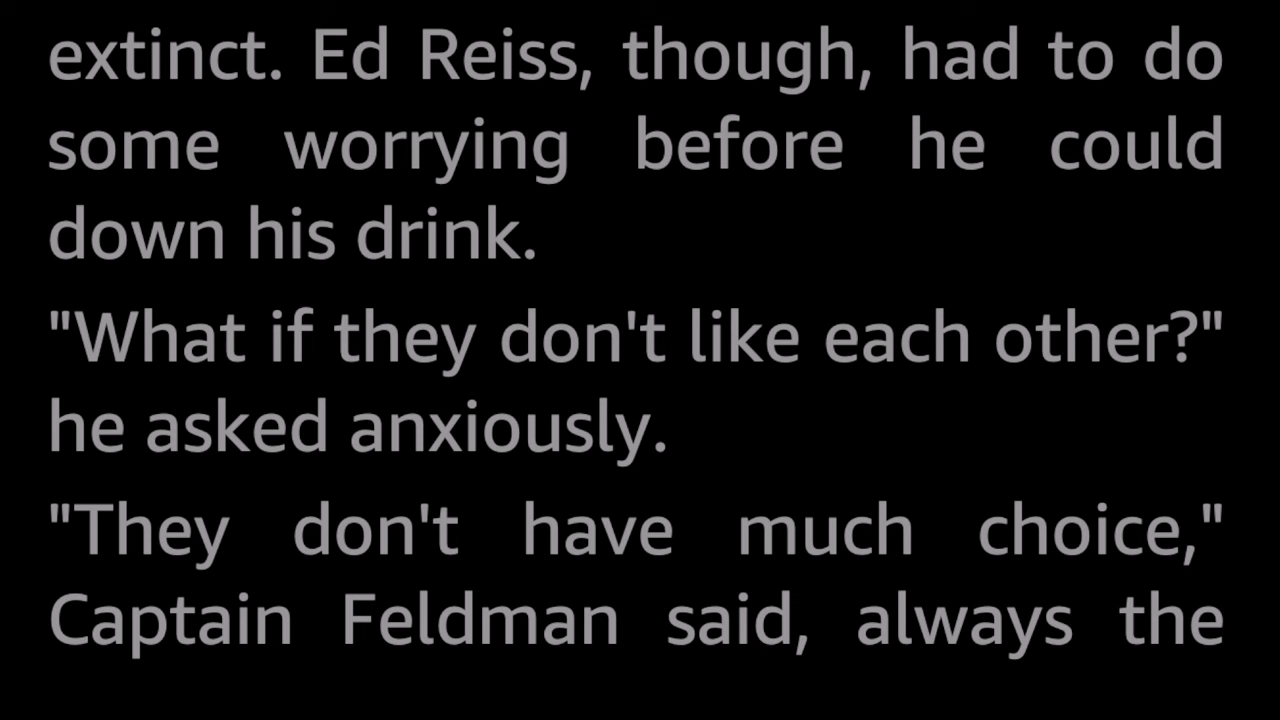 extinct. Ed Reiss, though, had to do
some worrying before he could
down his drink.
"What if they don't like each other?"
he asked anxiously.
"They don't have much choice,"
Captain Feldman said, always the